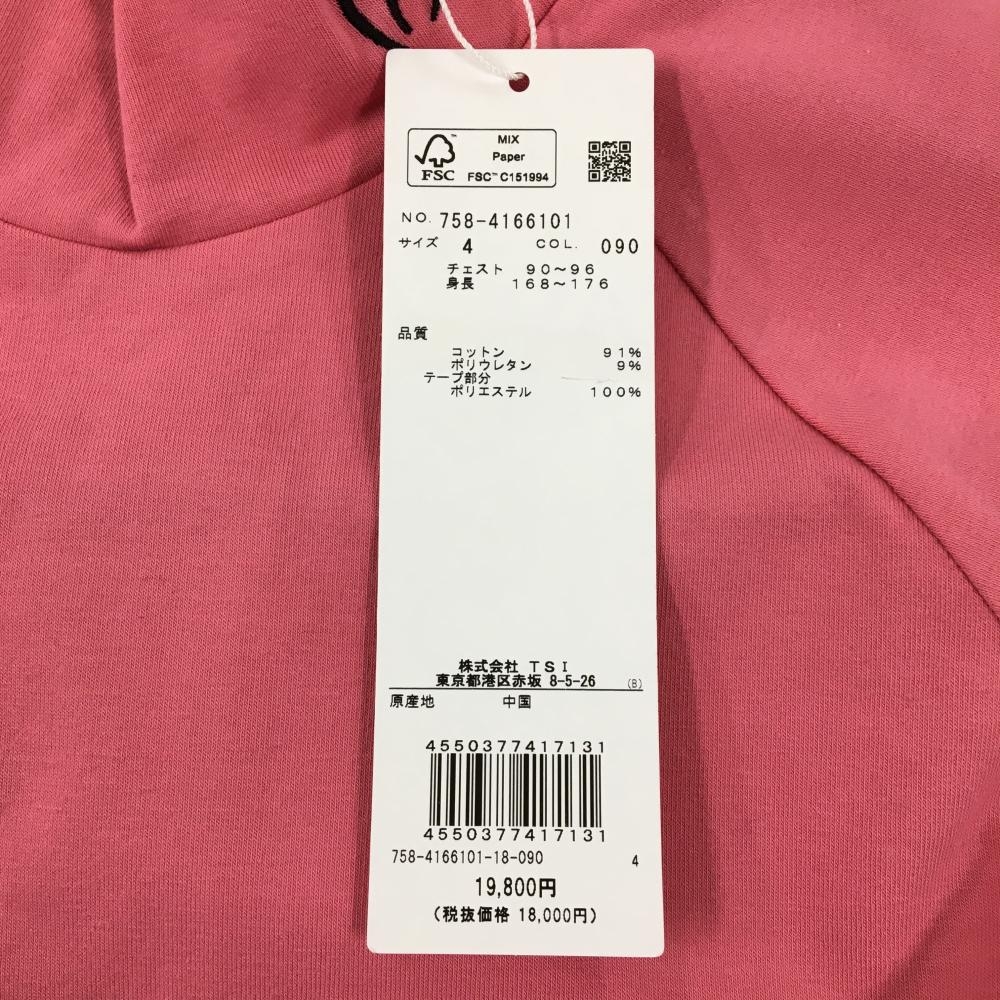 MIX
Paper
FSC™ C151994
FSC
NO. 758-4166101
サイズ 4 COL. 090
チェスト 90～96
身長 168～176
品質
コットン 91%
ポリウレタン 9%
テープ部分
ポリエステル 100%
株式会社 TSI
東京都港区赤坂 8-5-26 (B)
原産地 中国
4550377417131
4550377417131
758-4166101-18-090 4
19,800円
(税抜価格 18,000円)